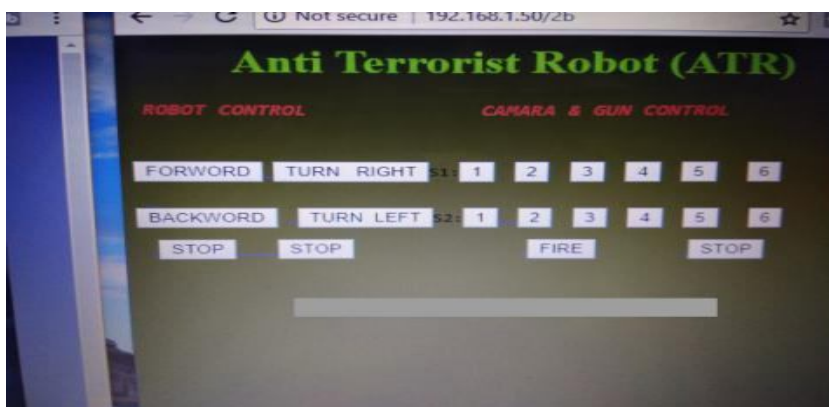 Not secure | 192.168.1.50/2b
Anti Terrorist Robot (ATR)
ROBOT CONTROL CAMARA & GUN CONTROL
FORWORD TURN RIGHT S1: 1 2 3 4 5 6
BACKWORD TURN LEFT S2: 1 2 3 4 5 6
STOP STOP FIRE STOP